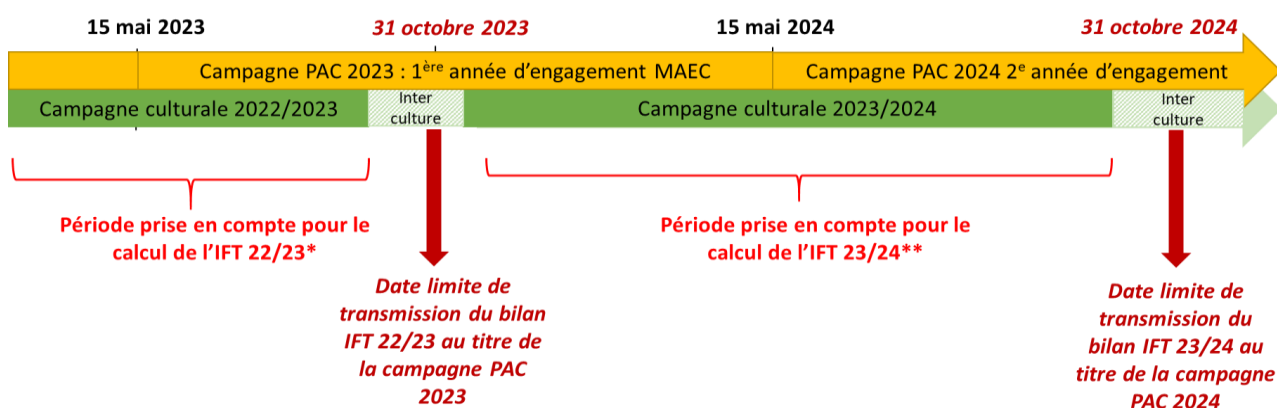 15 mai 2023
31 octobre 2023
15 mai 2024
31 octobre 2024
Campagne PAC 2023 : 1ère année d’engagement MAEC
Campagne PAC 2024 2e année d’engagement
Campagne culturale 2022/2023
Inter
culture
Campagne culturale 2023/2024
Inter
culture
Période prise en compte pour le
calcul de l’IFT 22/23*
Période prise en compte pour le
calcul de l’IFT 23/24**
Date limite de
transmission du bilan
IFT 22/23 au titre de
la campagne PAC
2023
Date limite de
transmission du
bilan IFT 23/24 au
titre de la campagne
PAC 2024